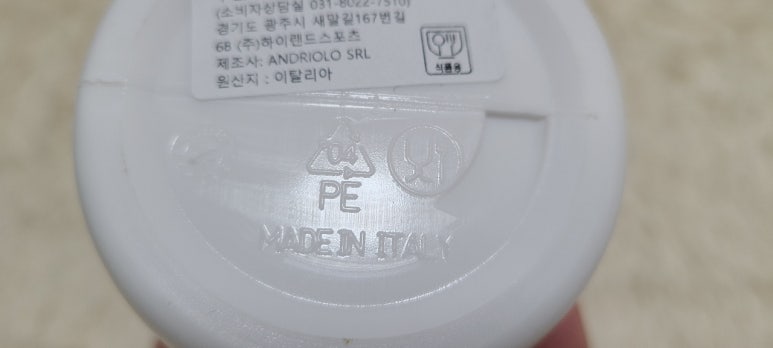 (소비자상담실 031-8022-7510)
경기도 광주시 새말길167번길
68 (주)하이랜드스포츠
제조사: ANDRIOLO SRL
원산지 : 이탈리아
식품용
04
PE
MADE IN ITALY